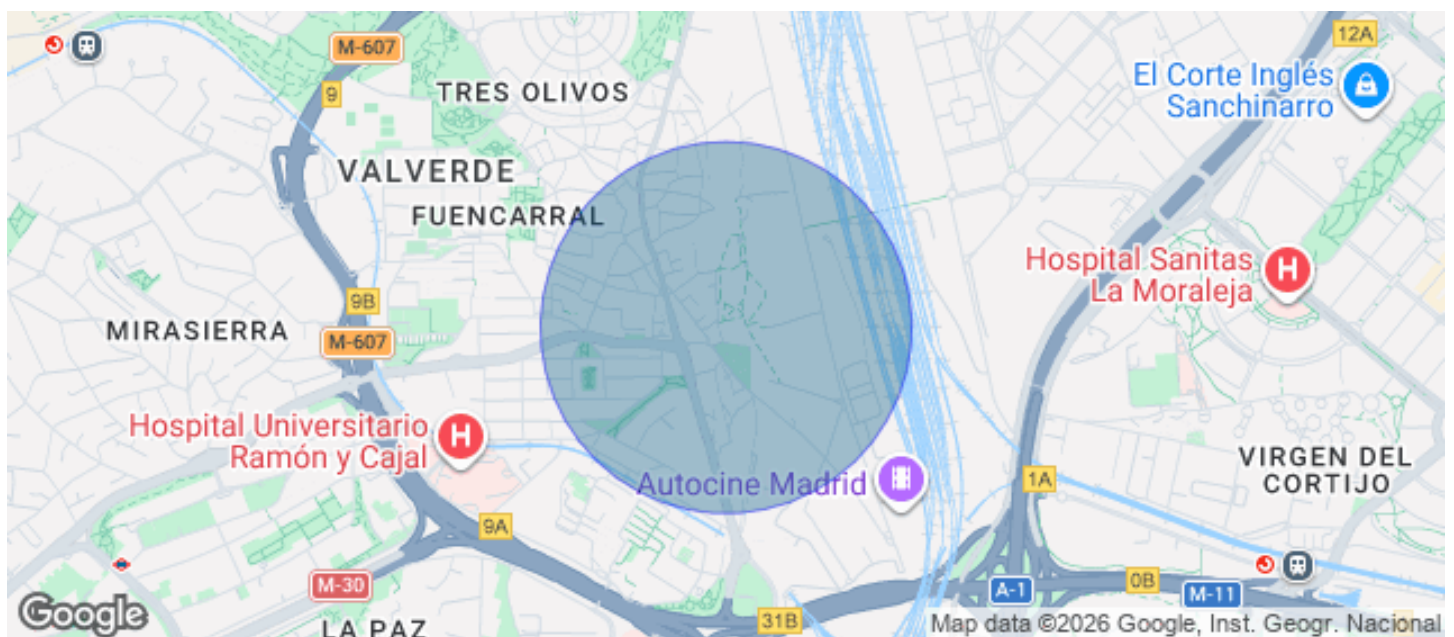 M-607
12A
El Corte Inglés
Sanchinarro
9
TRES OLIVOS
VALVERDE
FUENCARRAL
Hospital Sanitas
La Moraleja
H
9B
MIRASIERRA
M-607
Hospital Universitario
Ramón y Cajal
H
VIRGEN DEL
CORTIJO
Autocine Madrid
1A
9A
M-30
A-1
0B
M-11
Google
LA PAZ
31B
Map data ©2026 Google, Inst. Geogr. Nacional